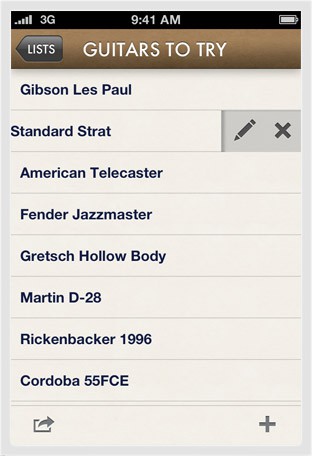 3G 9:41 AM
LISTS GUITARS TO TRY
Gibson Les Paul
Standard Strat
American Telecaster
Fender Jazzmaster
Gretsch Hollow Body
Martin D-28
Rickenbacker 1996
Cordoba 55FCE